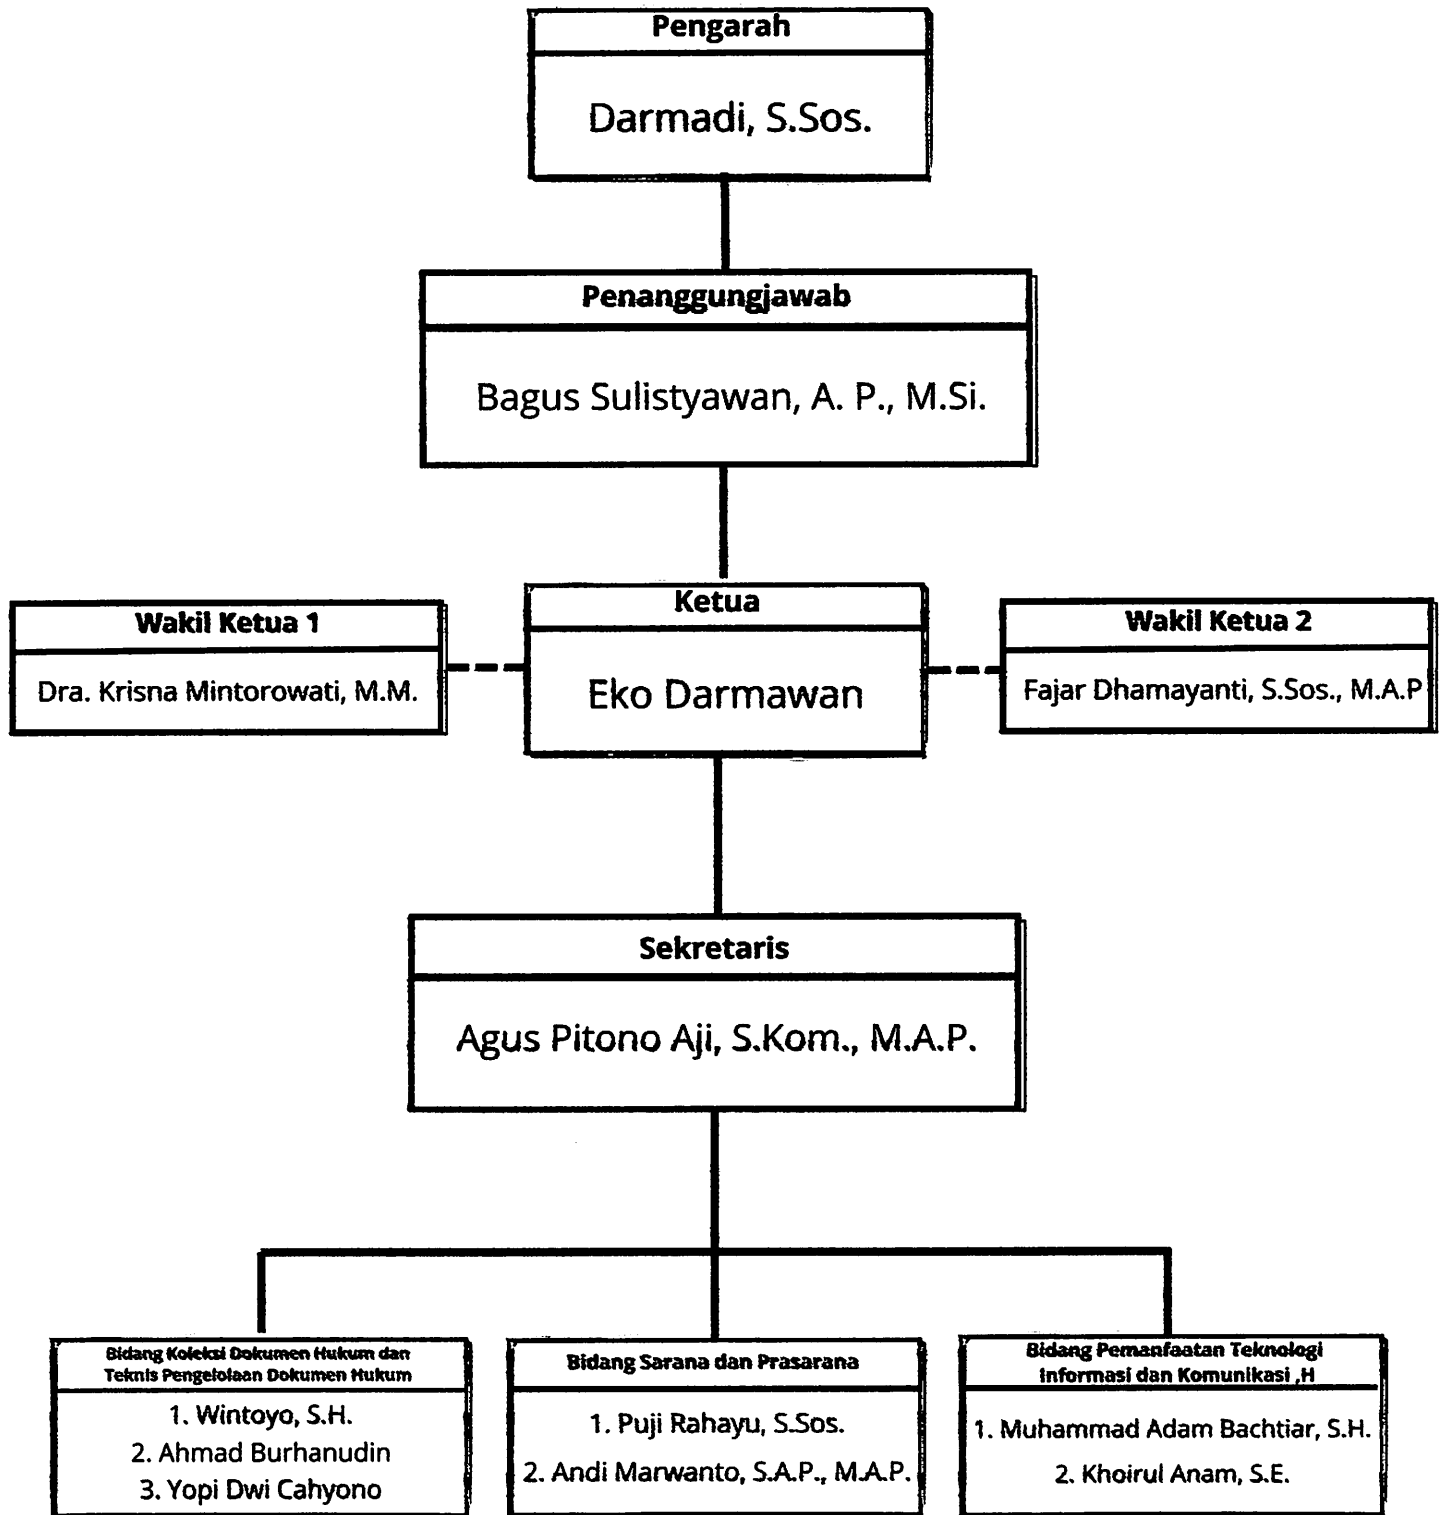 Pengarah
Darmadi, S.Sos.
Penanggungjawab
Bagus Sulistyawan, A. P., M.Si.
Wakil Ketua 1
Dra. Krisna Mintorowati, M.M.
Ketua
Eko Darmawan
Wakil Ketua 2
Fajar Dhamayanti, S.Sos., M.A.P
Sekretaris
Agus Pitono Aji, S.Kom., M.A.P.
Bidang Koleksi Dokumen Hukum dan
Teknis Pengelolaan Dokumen Hukum
1. Wintoyo, S.H.
2. Ahmad Burhanudin
3. Yopi Dwi Cahyono
Bidang Sarana dan Prasarana
1. Puji Rahayu, S.Sos.
2. Andi Marwanto, S.A.P., M.A.P.
Bidang Pemanfaatan Teknologi
Informasi dan Komunikasi ,H
1. Muhammad Adam Bachtiar, S.H.
2. Khoirul Anam, S.E.